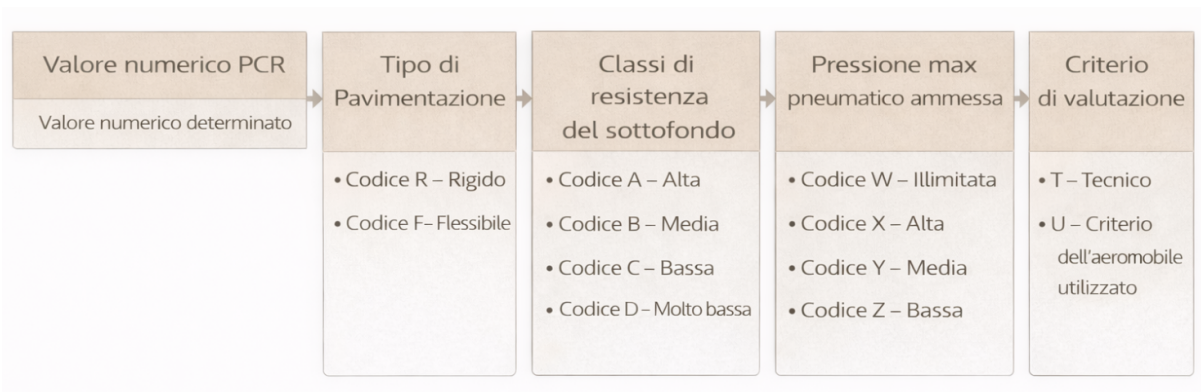 Valore numerico PCR
Valore numerico determinato
Tipo di
Pavimentazione
• Codice R – Rigido
• Codice F– Flessibile
Classi di
resistenza
del sottofondo
• Codice A – Alta
• Codice B – Media
• Codice C – Bassa
• Codice D – Molto bassa
Pressione max
pneumatico ammessa
• Codice W – Illimitata
• Codice X – Alta
• Codice Y – Media
• Codice Z – Bassa
Criterio
di valutazione
• T – Tecnico
• U – Criterio
dell’aeromobile
utilizzato